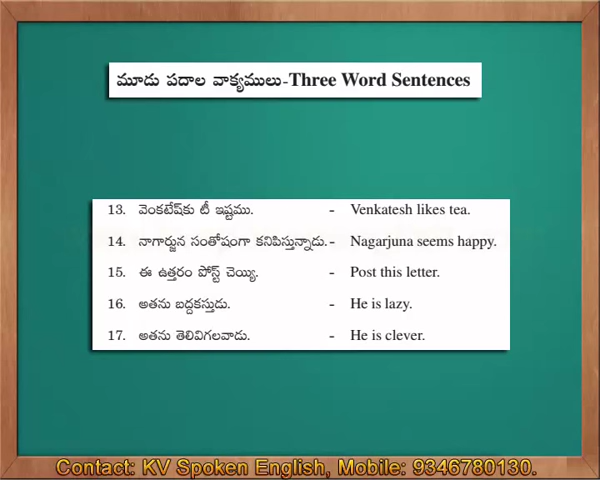 మూడు పదాల వాక్యములు-Three Word Sentences
13. వెంకటేష్‌కు టీ ఇష్టము. - Venkatesh likes tea.
14. నాగార్జున సంతోషంగా కనిపిస్తున్నాడు. - Nagarjuna seems happy.
15. ఈ ఉత్తరం పోస్ట్ చెయ్యి. - Post this letter.
16. అతను బద్దకస్తుడు. - He is lazy.
17. అతను తెలివిగలవాడు. - He is clever.
Contact: KV Spoken English, Mobile: 9346780130.